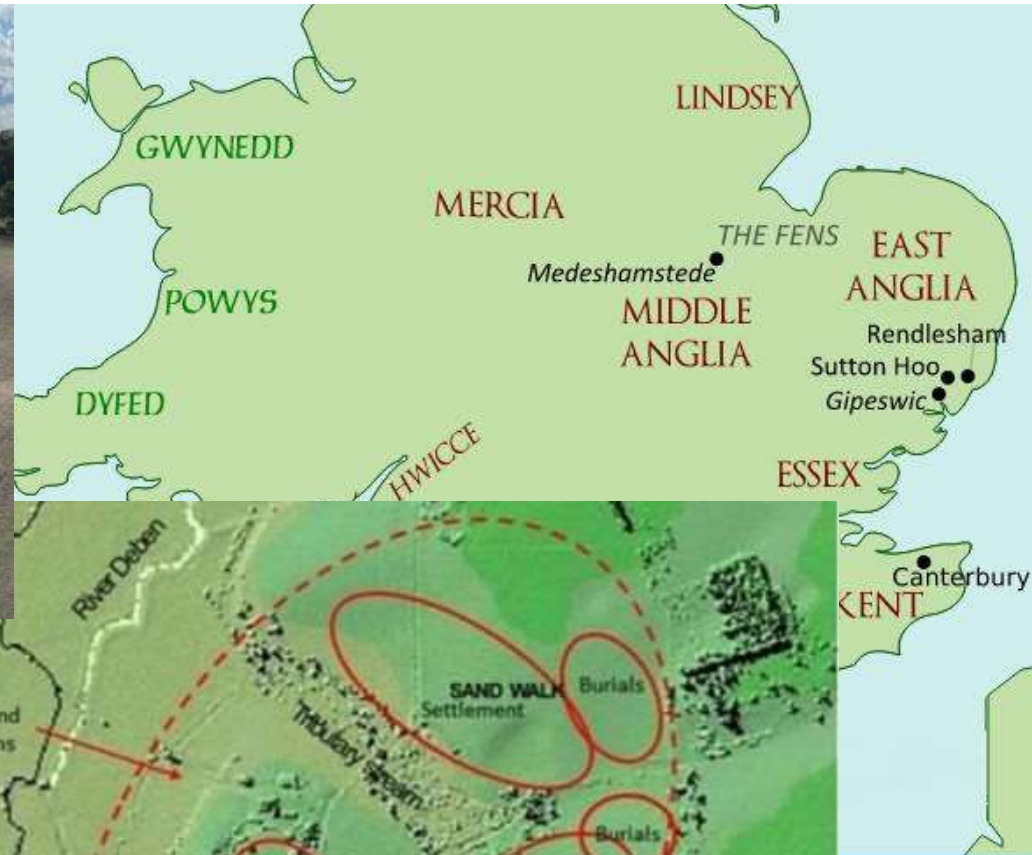 LINDSEY
GWYNEDD
MERCIA
THE FENS
EAST
ANGLIA
Medeshamstede
MIDDLE
ANGLIA
POWYS
Rendlesham
Sutton Hoo
Gipeswic
DYFED
HWICCE
ESSEX
Canterbury
KENT
River Deben
SAND WALK
Settlement
Burials
Tributary Stream
Burials